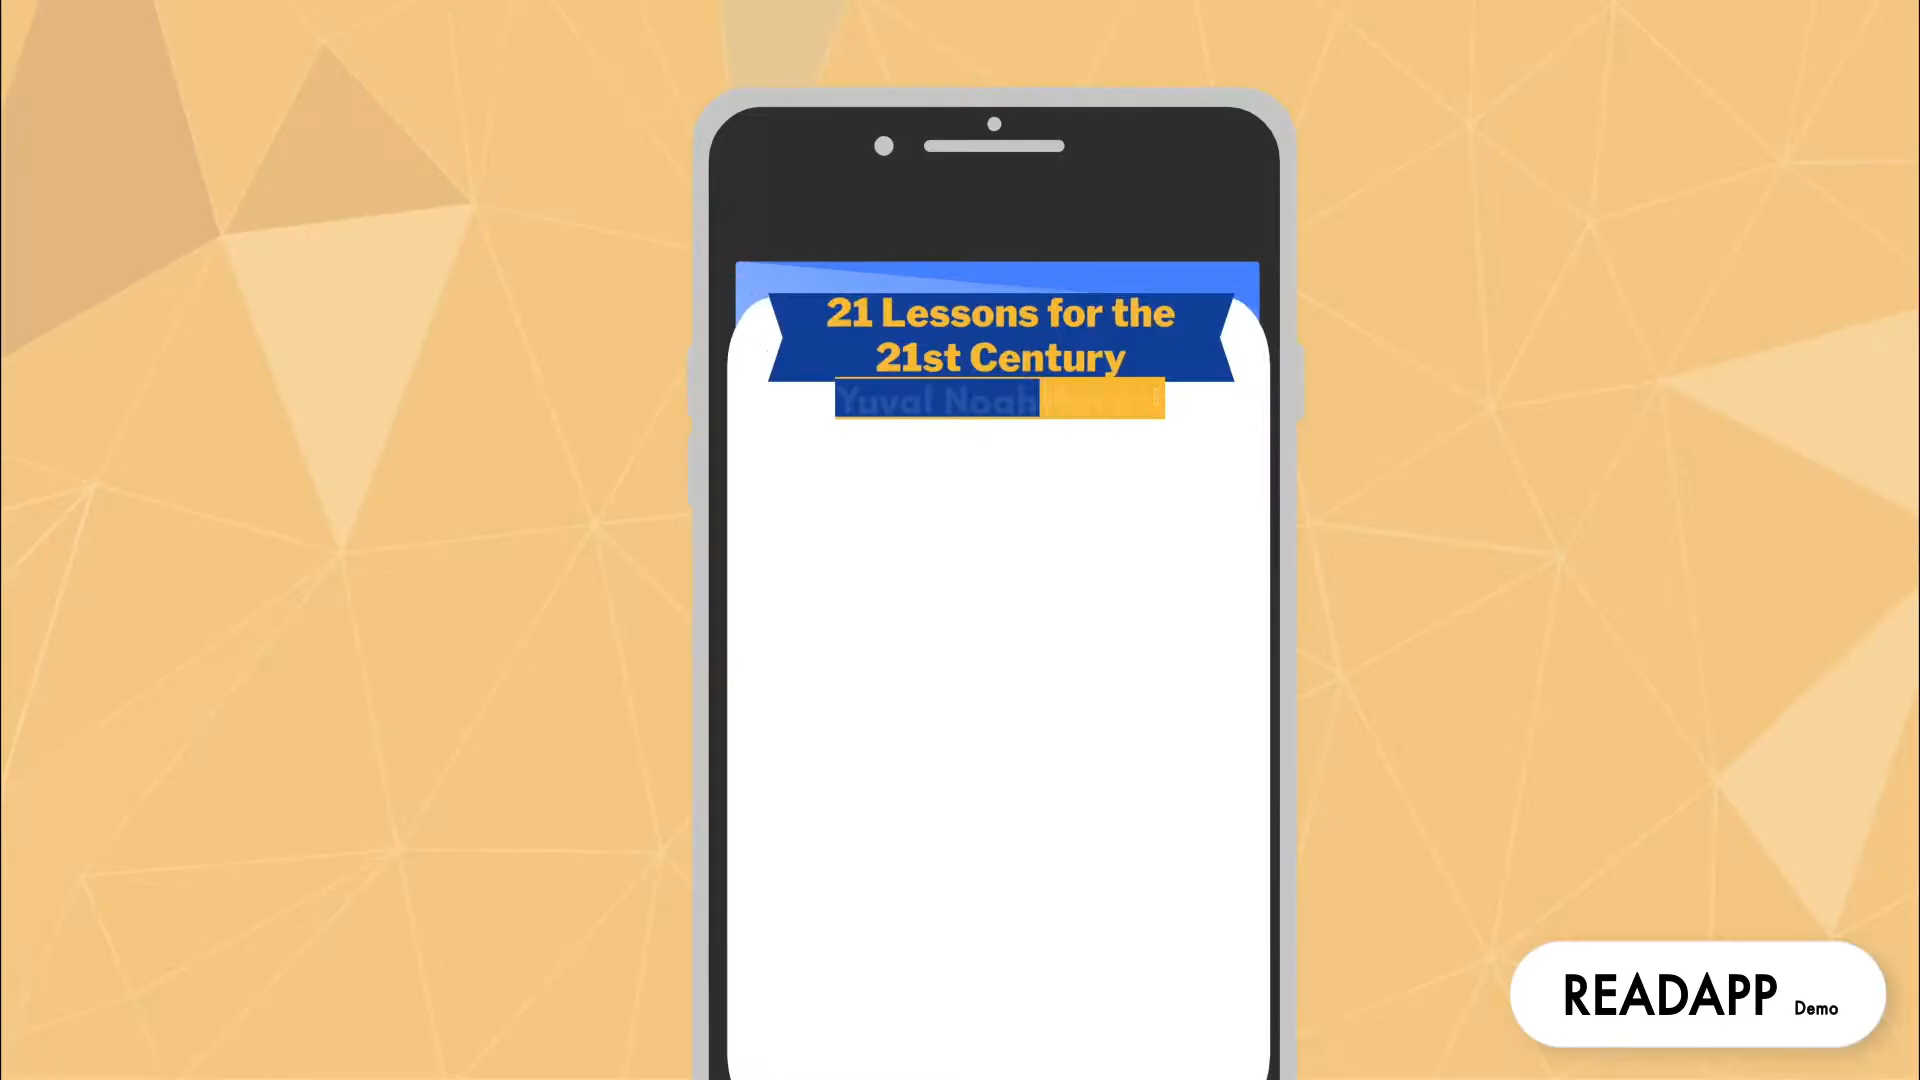 21 Lessons for the
21st Century
Yuval Noah
READAPP Demo